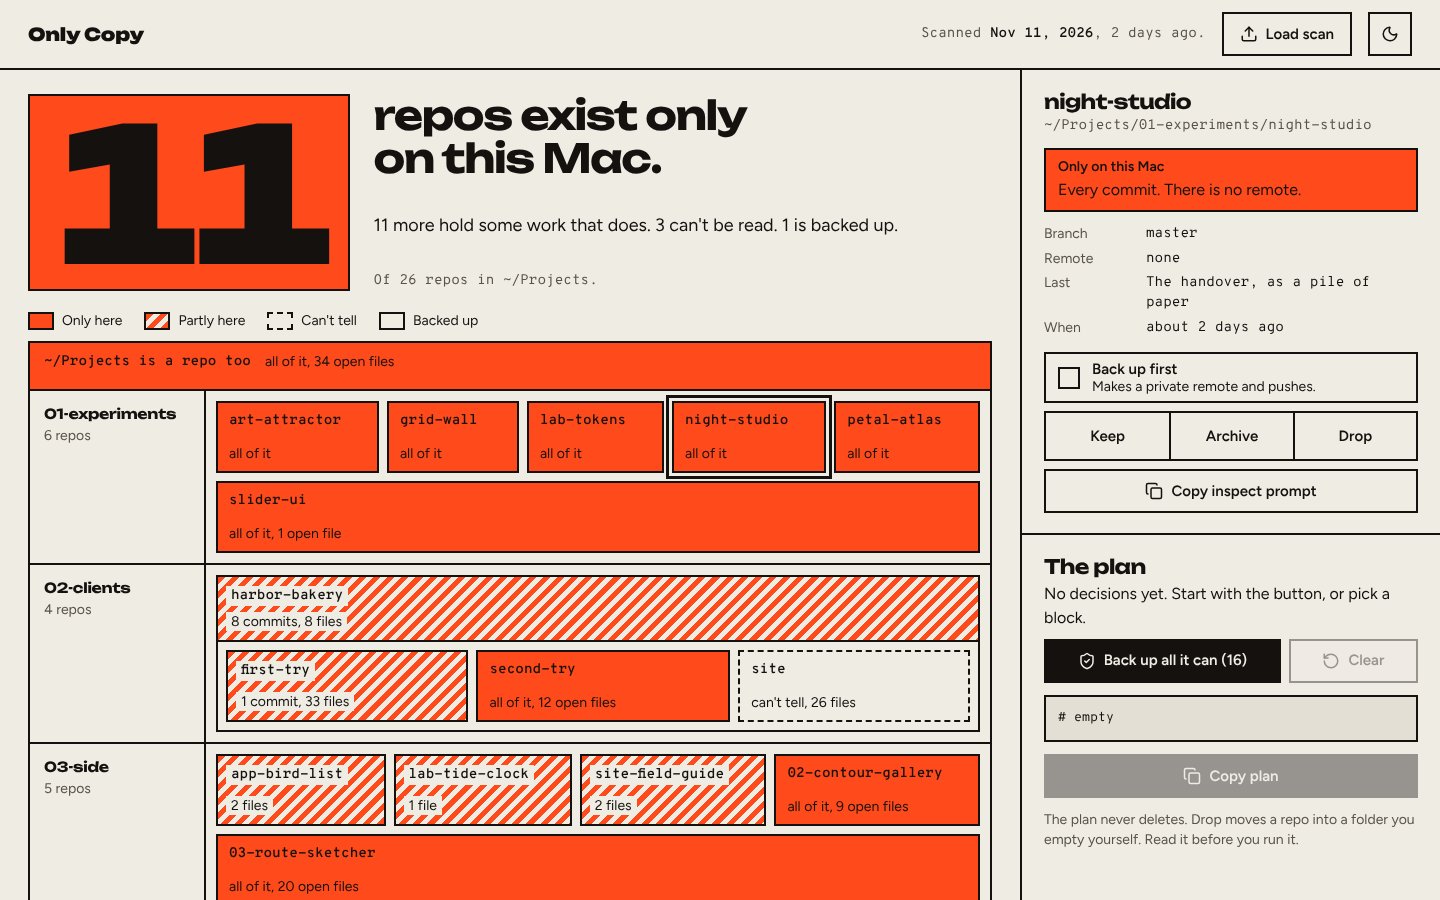 Only Copy
Scanned Nov 11, 2026, 2 days ago.
Load scan
11
repos exist only
on this Mac.
11 more hold some work that does. 3 can't be read. 1 is backed up.
Of 26 repos in ~/Projects.
Only here
Partly here
Can't tell
Backed up
~/Projects is a repo too all of it, 34 open files
01-experiments
6 repos
art-attractor
all of it
grid-wall
all of it
lab-tokens
all of it
night-studio
all of it
petal-atlas
all of it
slider-ui
all of it, 1 open file
02-clients
4 repos
harbor-bakery
8 commits, 8 files
first-try
1 commit, 33 files
second-try
all of it, 12 open files
site
can't tell, 26 files
03-side
5 repos
app-bird-list
2 files
lab-tide-clock
1 file
site-field-guide
2 files
02-contour-gallery
all of it, 9 open files
03-route-sketcher
all of it, 20 open files
night-studio
~/Projects/01-experiments/night-studio
Only on this Mac
Every commit. There is no remote.
Branch master
Remote none
Last The handover, as a pile of
paper
When about 2 days ago
Back up first
Makes a private remote and pushes.
Keep
Archive
Drop
Copy inspect prompt
The plan
No decisions yet. Start with the button, or pick a
block.
Back up all it can (16)
Clear
# empty
Copy plan
The plan never deletes. Drop moves a repo into a folder you
empty yourself. Read it before you run it.